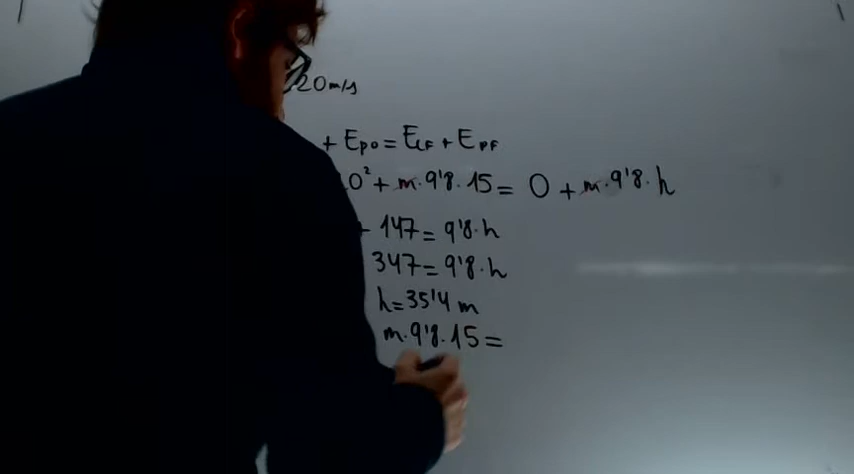 20m/s
+ Epo = Ecf + Epf
0² + m·9'8·15 = 0 + m·9'8·h
+ 147 = 9'8·h
347 = 9'8·h
h = 35'4 m
m·9'8·15 =